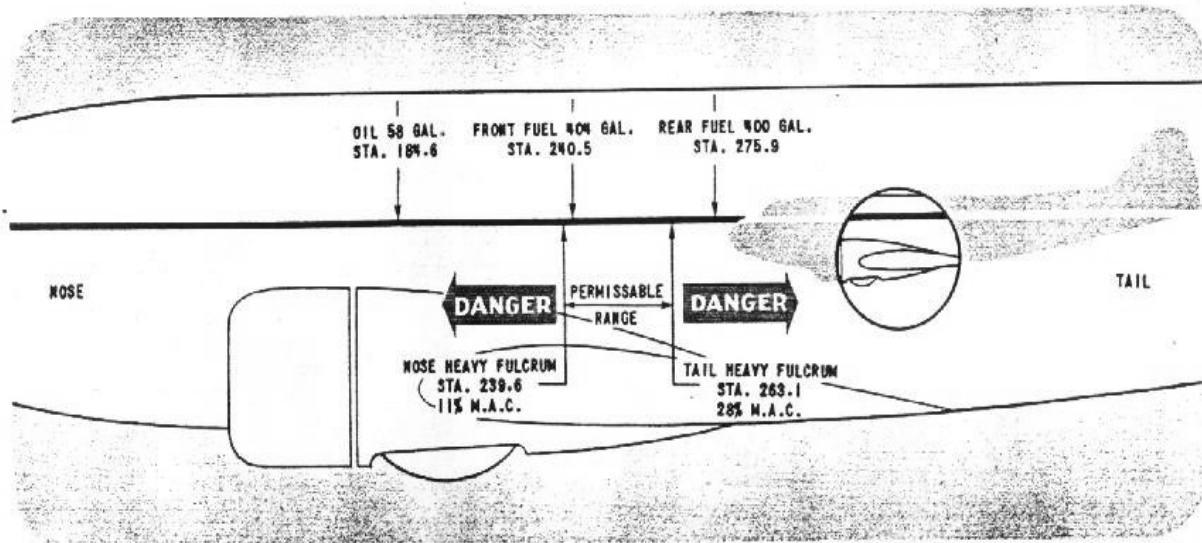 OIL 58 GAL.
STA. 184.6
FRONT FUEL 404 GAL.
STA. 240.5
REAR FUEL 400 GAL.
STA. 275.9
NOSE
TAIL
DANGER
PERMISSABLE
RANGE
DANGER
NOSE HEAVY FULCRUM
STA. 239.6
11% M.A.C.
TAIL HEAVY FULCRUM
STA. 263.1
28% M.A.C.